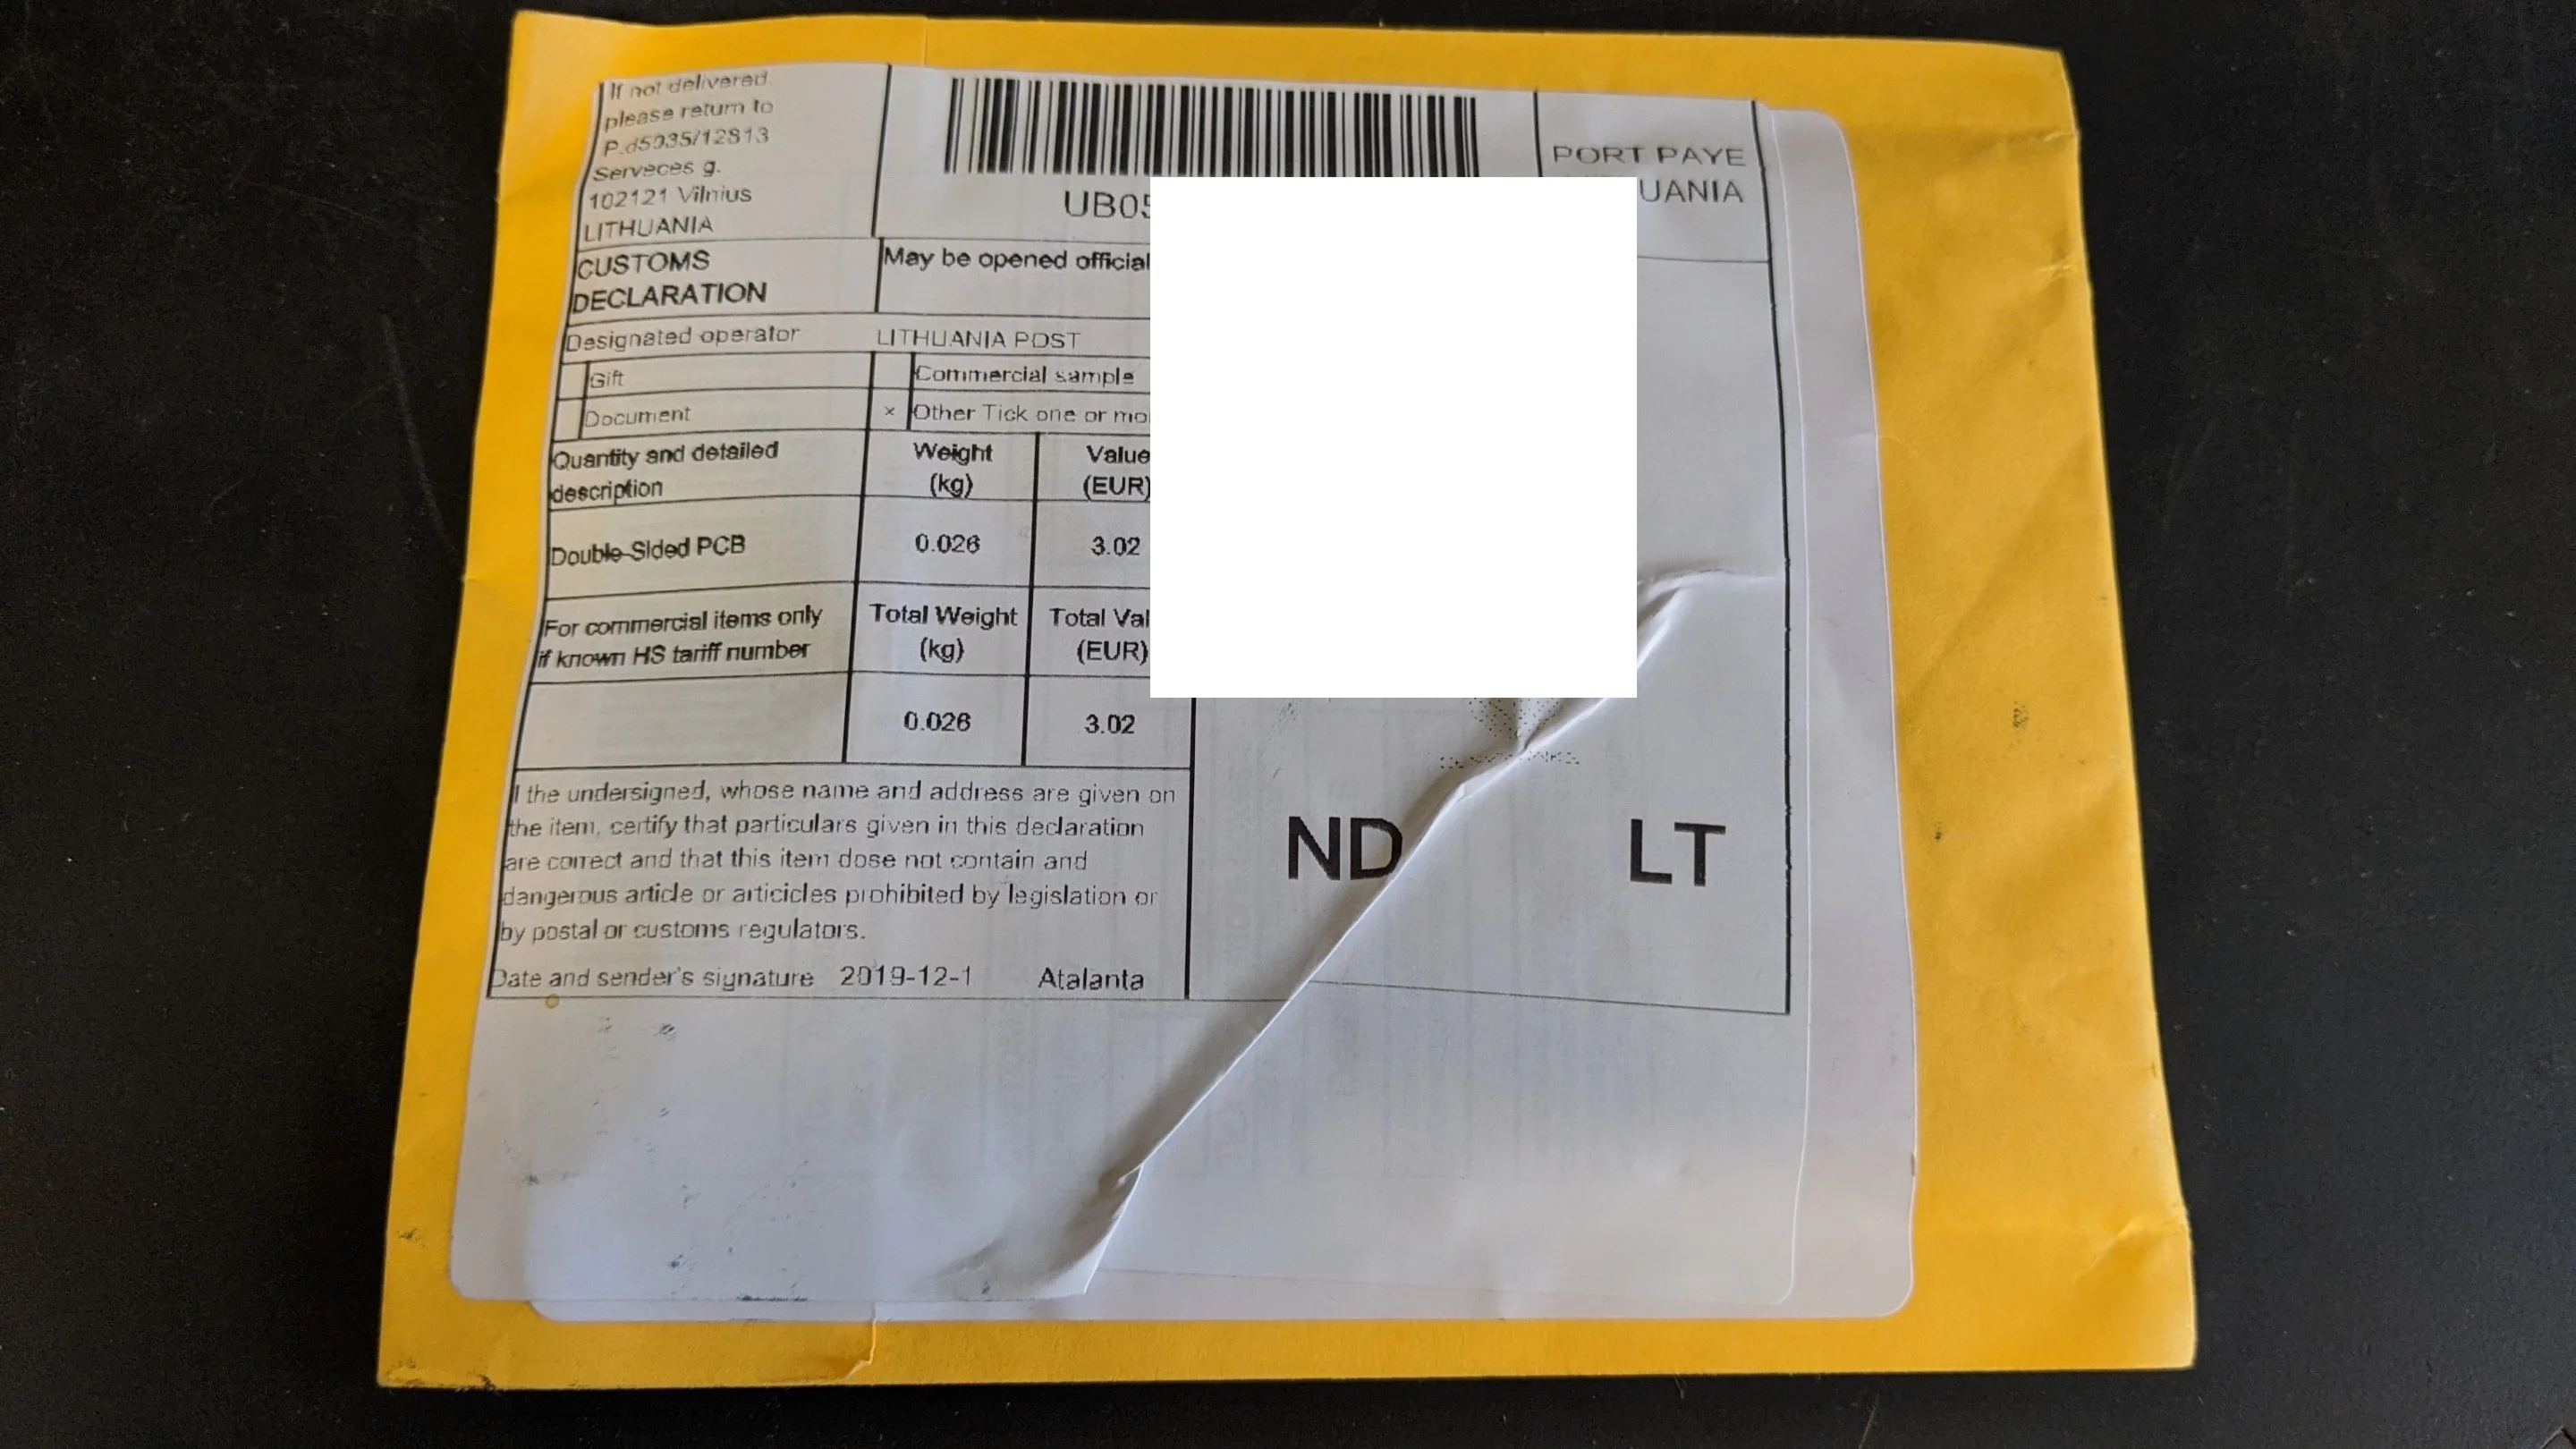 If not delivered.
please return to
P.d5035/12813
Serveces g.
102121 Vilnius
LITHUANIA
UB05
PORT PAYE
UANIA
CUSTOMS
DECLARATION
May be opened official
Designated operator LITHUANIA POST
Gift Commercial sample
Document × Other Tick one or mo
Quantity and detailed
description
Weight
(kg)
Value
(EUR)
Double-Sided PCB 0.026 3.02
For commercial items only
if known HS tariff number
Total Weight
(kg)
Total Val
(EUR)
0.026 3.02
I the undersigned, whose name and address are given on
the item, certify that particulars given in this declaration
are correct and that this item dose not contain and
dangerous article or articicles prohibited by legislation or
by postal or customs regulators.
Date and sender's signature 2019-12-1 Atalanta
ND LT